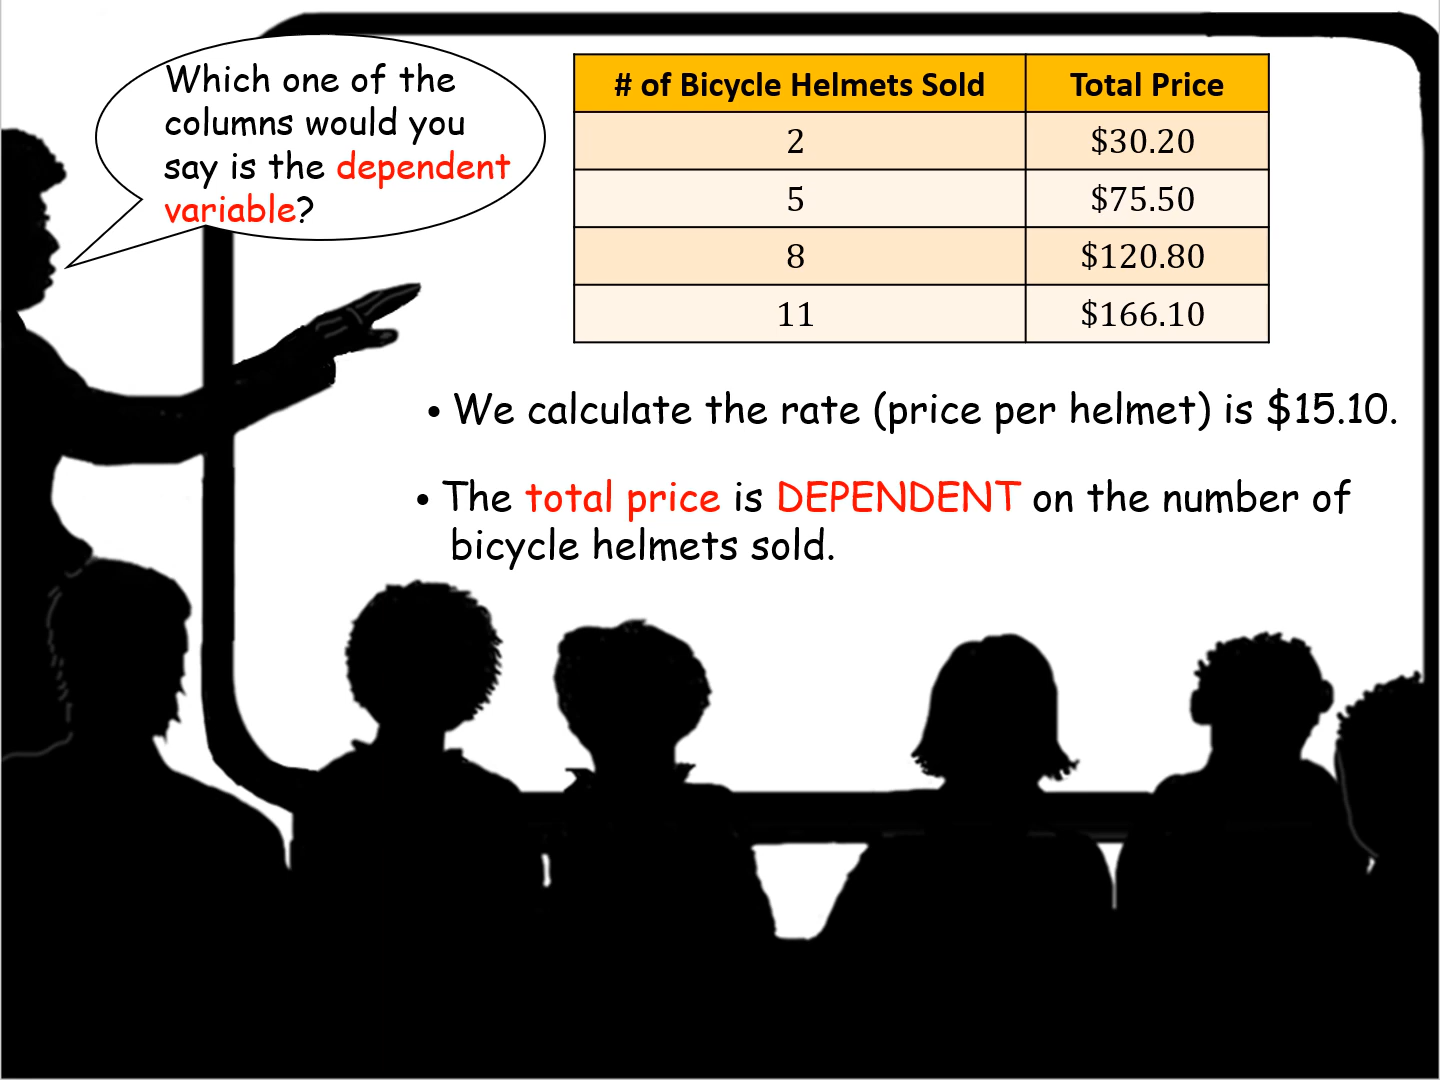 Which one of the
columns would you
say is the dependent
variable?
# of Bicycle Helmets Sold Total Price
2 $30.20
5 $75.50
8 $120.80
11 $166.10
• We calculate the rate (price per helmet) is $15.10.
• The total price is DEPENDENT on the number of
bicycle helmets sold.